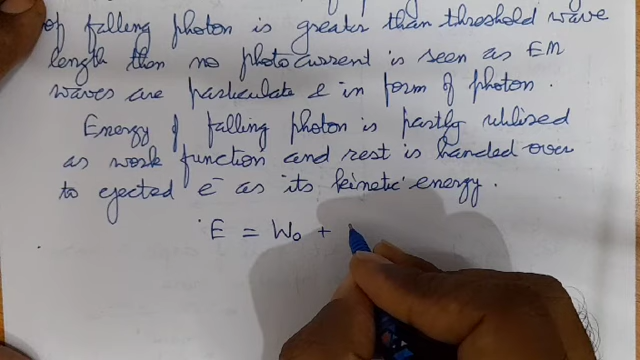 of falling photon is greater than threshold wave
length then no photocurrent is seen as EM
waves are particulate & in form of photon.
Energy of falling photon is partly utilised
as work function and rest is handed over
to ejected e⁻ as its kinetic energy.
E = W₀ +